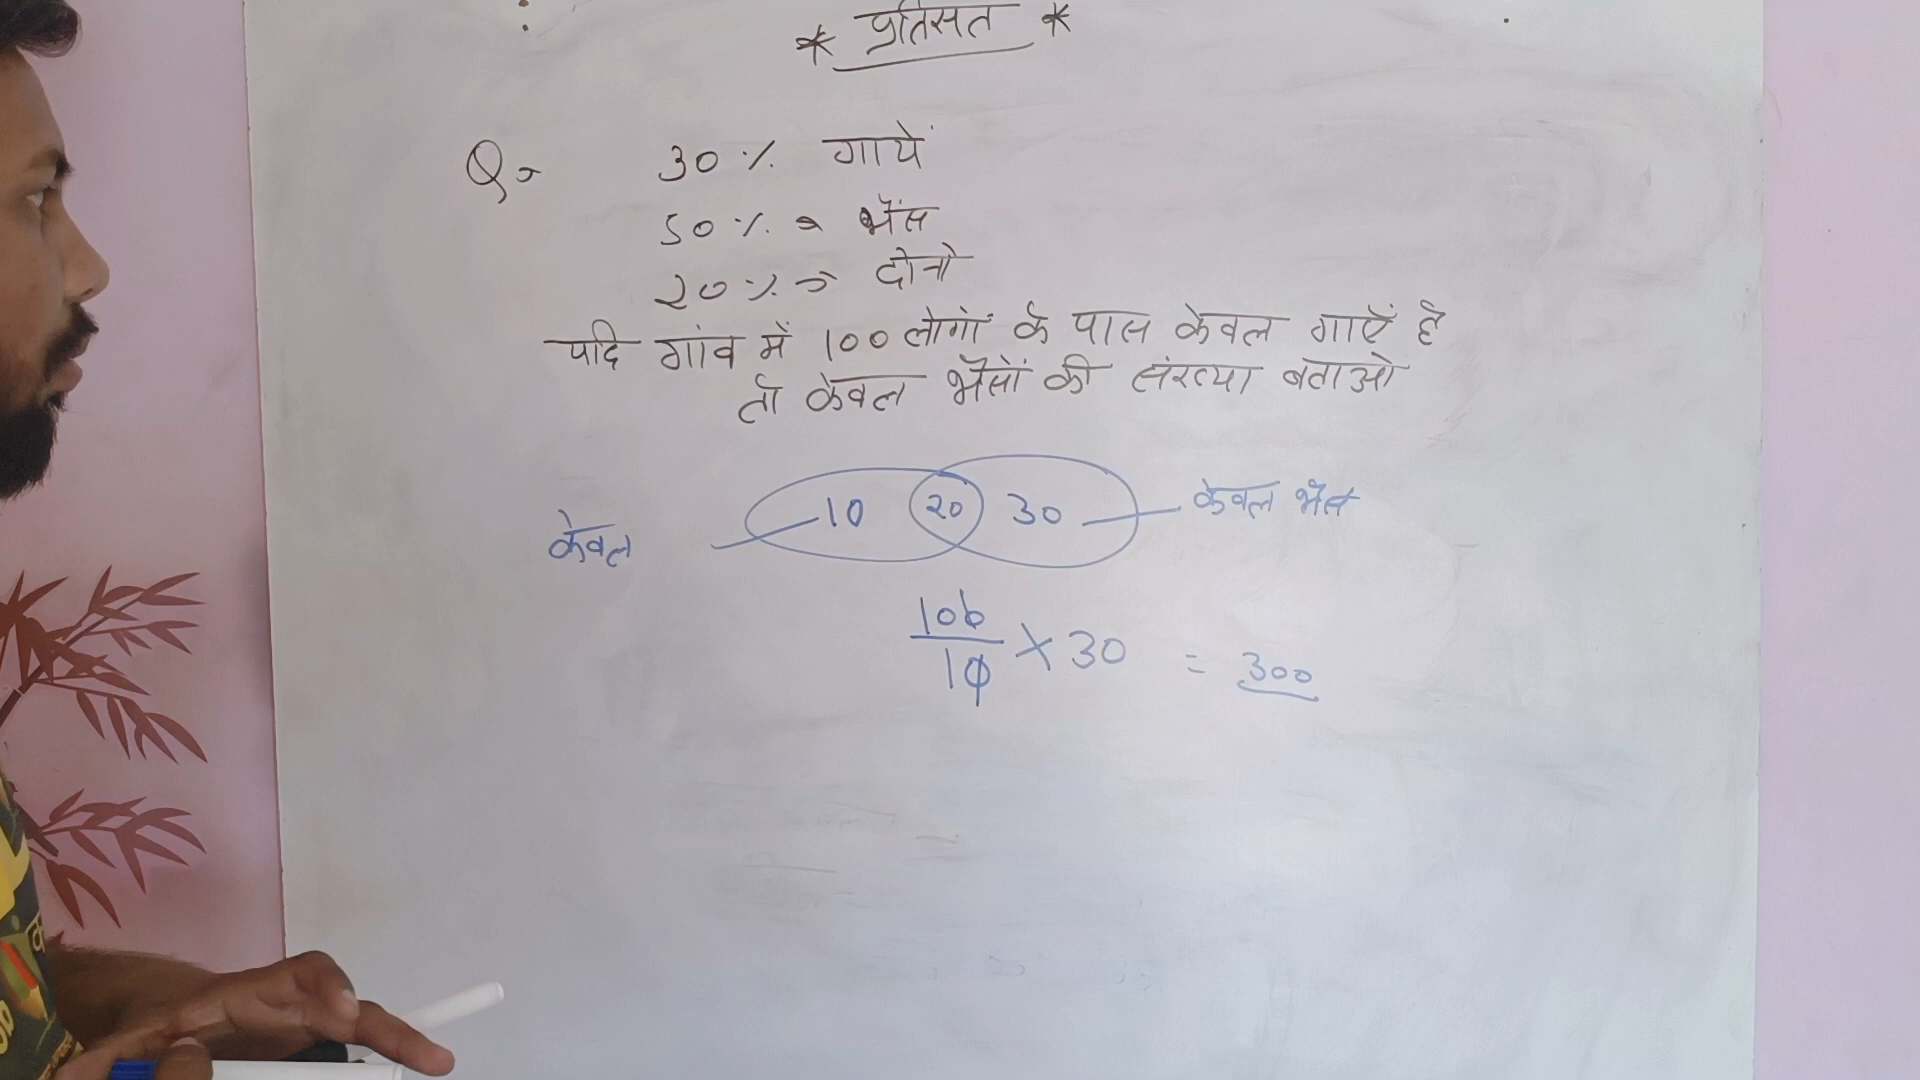 * प्रतिसत *
Q→ 30% गायें
50% → भैंस
20% → दोनो
यदि गांव में 100 लोगों के पास केवल गाएँ है
तो केवल भैंसों की संख्या बताओ
केवल 10 20 30 केवल भैंस
100
10
× 30 = 300